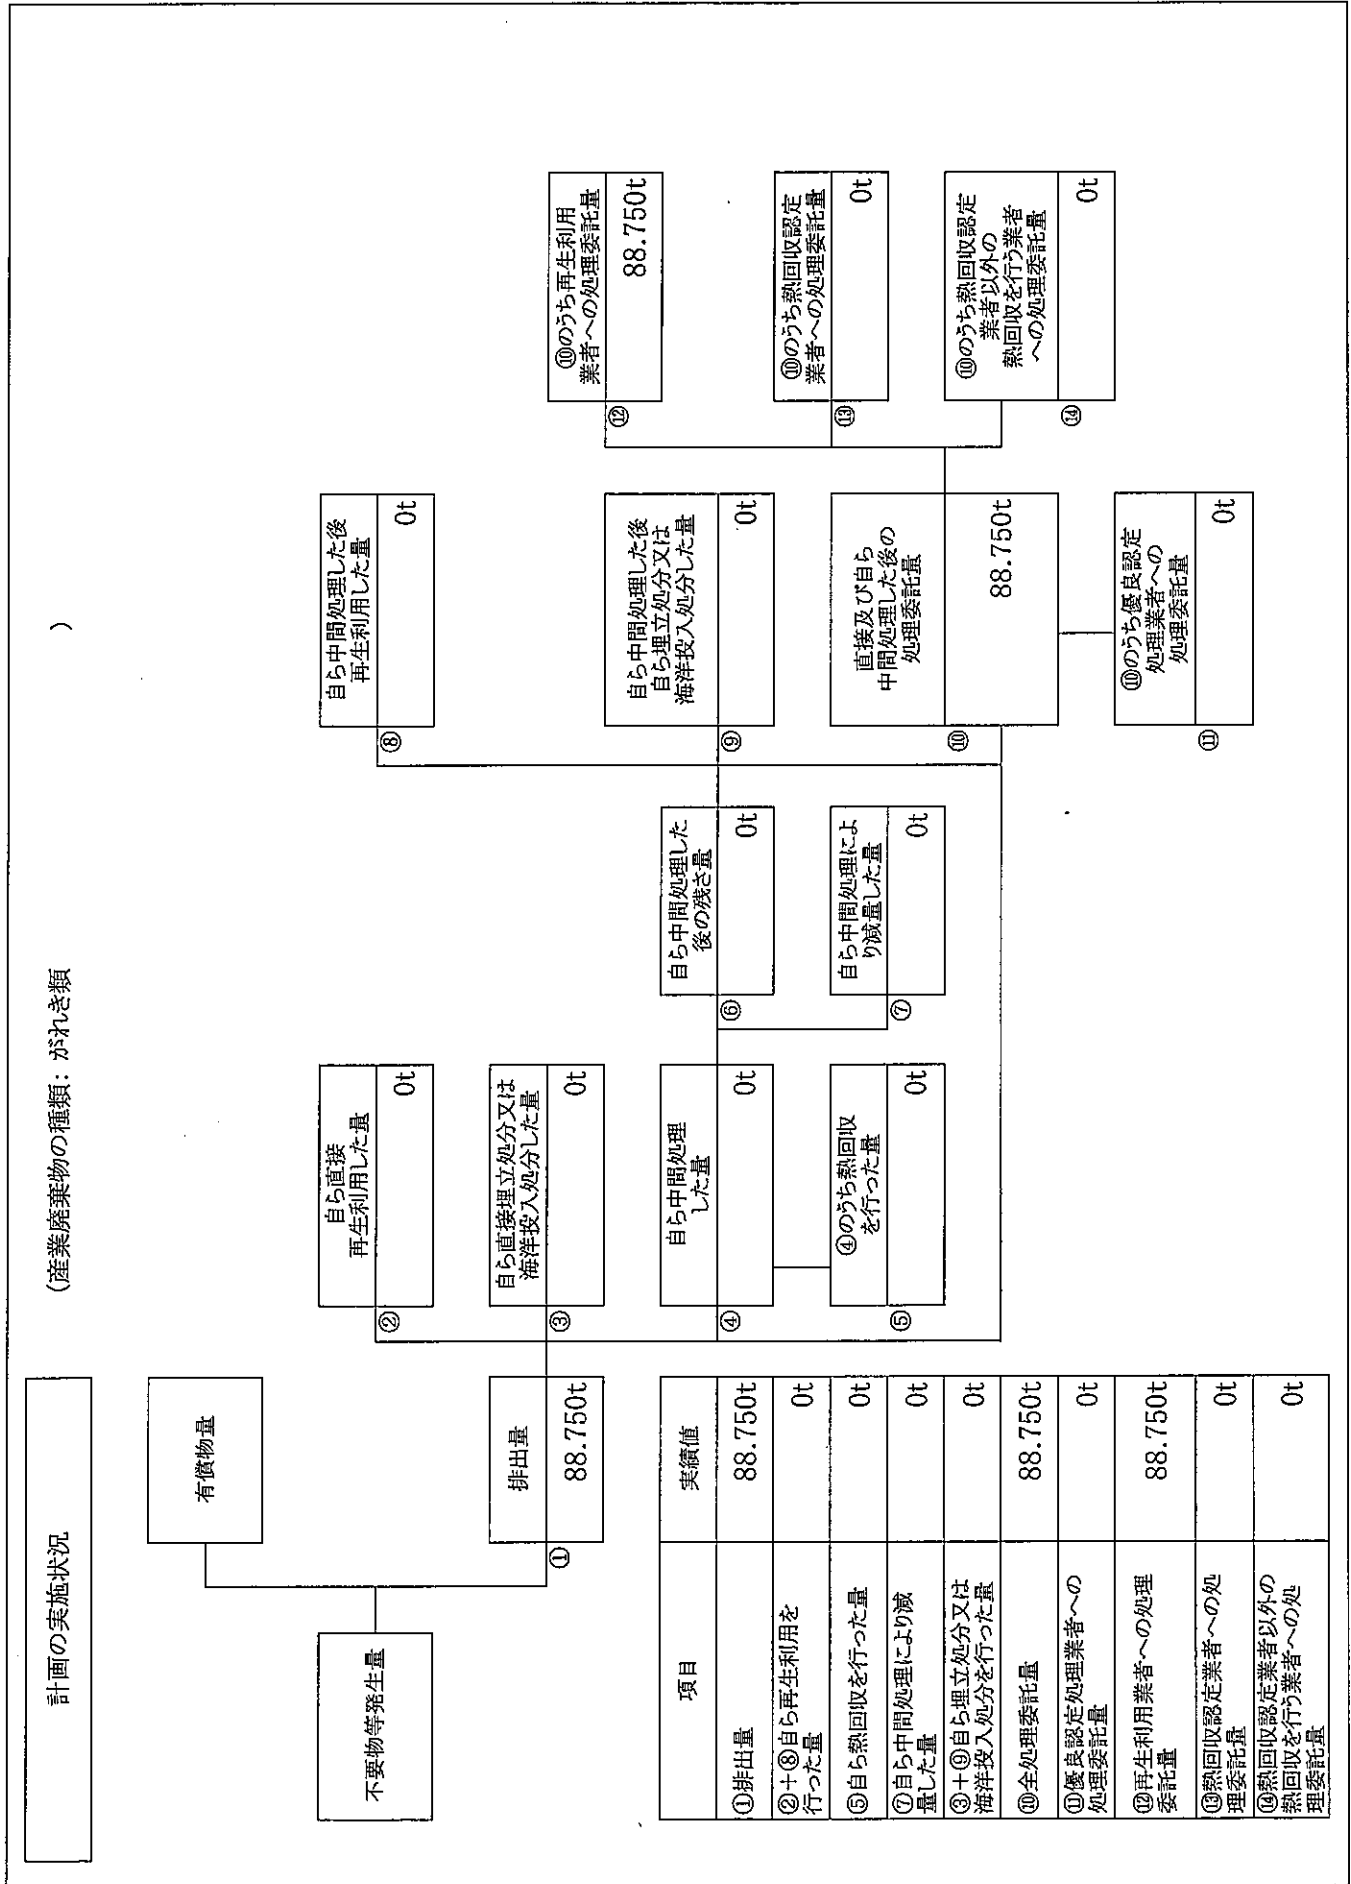 計画の実施状況
(産業廃棄物の種類: がれき類
)
不要物等発生量
有償物量
①
排出量
88.750t
②
自ら直接
再生利用した量
0t
③
自ら直接埋立処分又は
海洋投入処分した量
0t
④
自ら中間処理
した量
0t
⑤
④のうち熱回収
を行った量
0t
⑥
自ら中間処理した
後の残さ量
0t
⑦
自ら中間処理によ
り減量した量
0t
⑧
自ら中間処理した後
再生利用した量
0t
⑨
自ら中間処理した後
自ら埋立処分又は
海洋投入処分した量
0t
⑩
直接及び自ら
中間処理した後の
処理委託量
88.750t
⑪
⑩のうち優良認定
処理業者への
処理委託量
0t
⑫
⑩のうち再生利用
業者への処理委託量
88.750t
⑬
⑩のうち熱回収認定
業者への処理委託量
0t
⑭
⑩のうち熱回収認定
業者以外の
熱回収を行う業者
への処理委託量
0t
項目
実績値
①排出量
88.750t
②+⑧自ら再生利用を
行った量
0t
⑤自ら熱回収を行った量
0t
⑦自ら中間処理により減
量した量
0t
③+⑨自ら埋立処分又は
海洋投入処分を行った量
0t
⑩全処理委託量
88.750t
⑪優良認定処理業者への
処理委託量
0t
⑫再生利用業者への処理
委託量
88.750t
⑬熱回収認定業者への処
理委託量
0t
⑭熱回収認定業者以外の
熱回収を行う業者への処
理委託量
0t